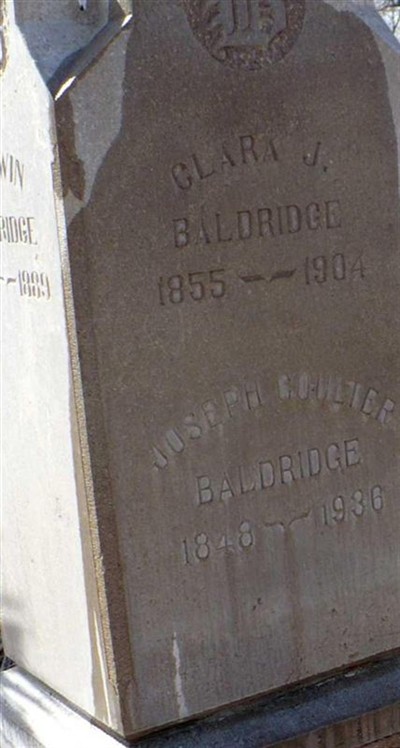 WIN
RIDGE
1889
CLARA J.
BALDRIDGE
1855 — 1904
JOSEPH COULTER
BALDRIDGE
1848 — 1936